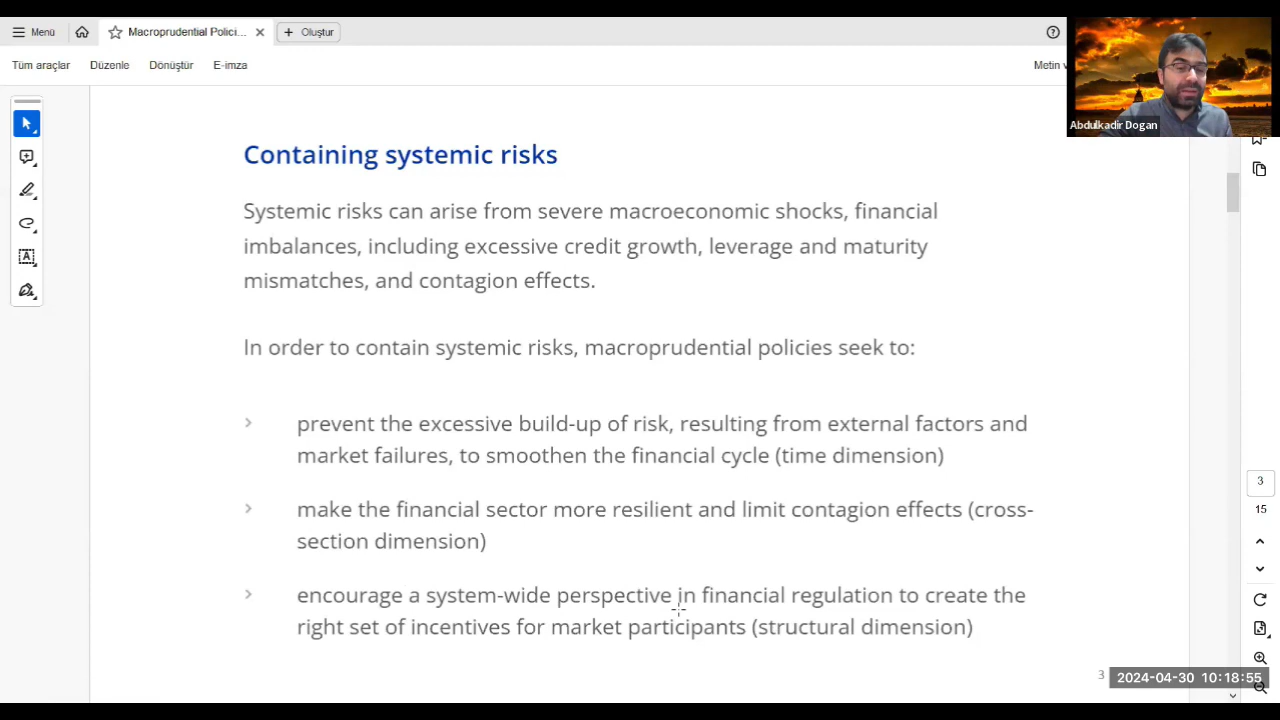 Menü
Macroprudential Polici...
Oluştur
Tüm araçlar
Düzenle
Dönüştür
E-imza
Metin v
Abdulkadir Dogan
Containing systemic risks
Systemic risks can arise from severe macroeconomic shocks, financial
imbalances, including excessive credit growth, leverage and maturity
mismatches, and contagion effects.
In order to contain systemic risks, macroprudential policies seek to:
prevent the excessive build-up of risk, resulting from external factors and
market failures, to smoothen the financial cycle (time dimension)
make the financial sector more resilient and limit contagion effects (cross-
section dimension)
encourage a system-wide perspective in financial regulation to create the
right set of incentives for market participants (structural dimension)
3
15
3
2024-04-30 10:18:55